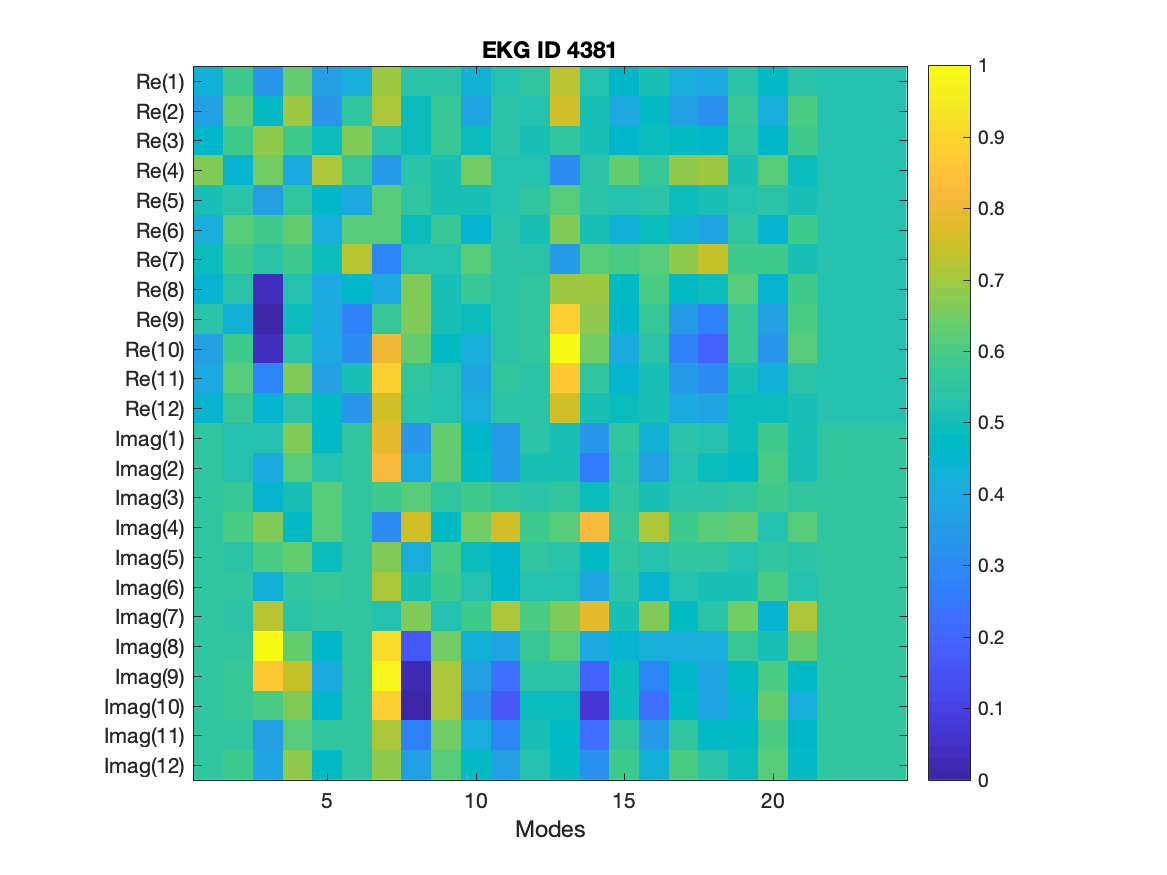 EKG ID 4381
Re(1)
Re(2)
Re(3)
Re(4)
Re(5)
Re(6)
Re(7)
Re(8)
Re(9)
Re(10)
Re(11)
Re(12)
Imag(1)
Imag(2)
Imag(3)
Imag(4)
Imag(5)
Imag(6)
Imag(7)
Imag(8)
Imag(9)
Imag(10)
Imag(11)
Imag(12)
5 10 15 20
Modes
1
0.9
0.8
0.7
0.6
0.5
0.4
0.3
0.2
0.1
0